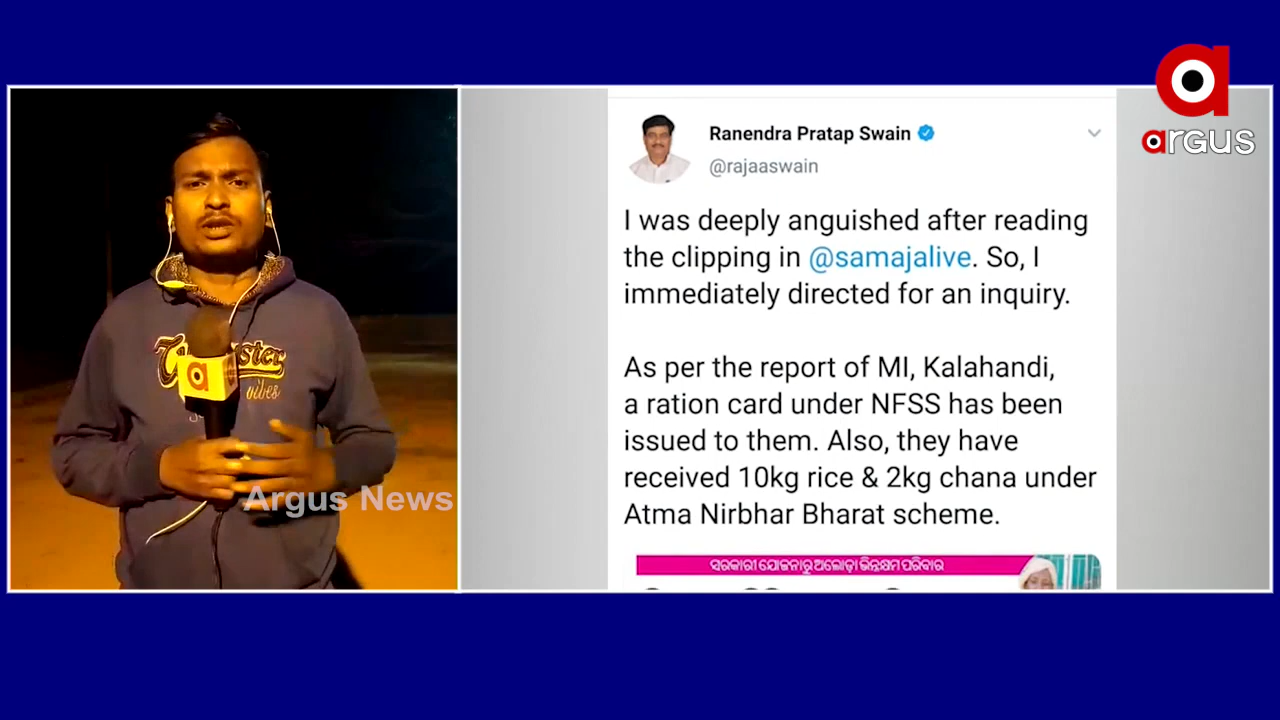 argus
Ranendra Pratap Swain
@rajaaswain
I was deeply anguished after reading
the clipping in @samajalive. So, I
immediately directed for an inquiry.
As per the report of MI, Kalahandi,
a ration card under NFSS has been
issued to them. Also, they have
received 10kg rice & 2kg chana under
Atma Nirbhar Bharat scheme.
ସରକାରୀ ଯୋଜନାରୁ ଅଲୋଡ଼ା ଭିନ୍ନକ୍ଷମ ପରିବାର
vibes
Argus News